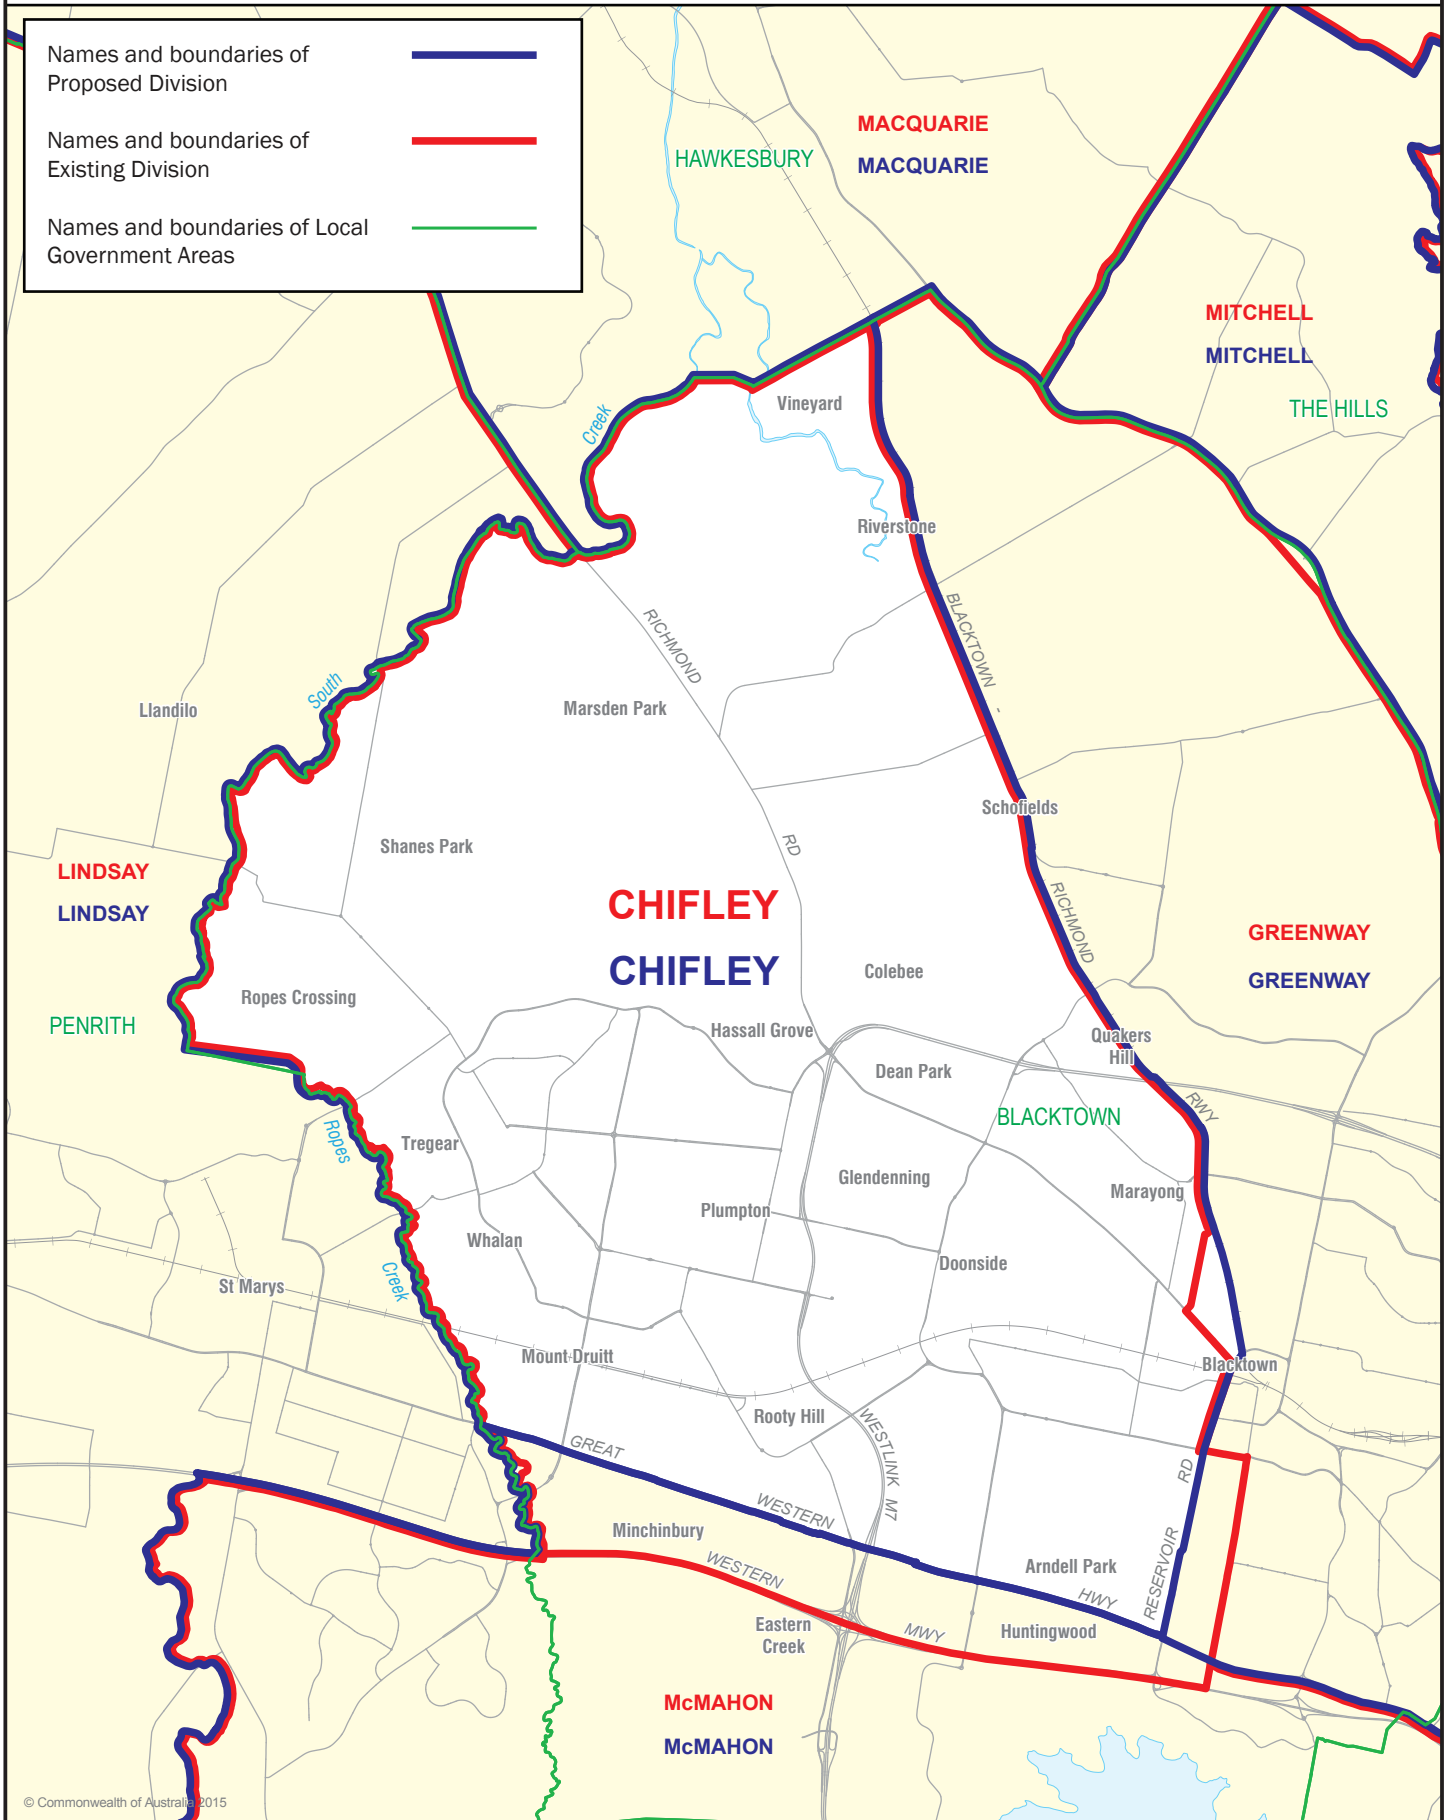 Names and boundaries of
Proposed Division
Names and boundaries of
Existing Division
Names and boundaries of Local
Government Areas
MACQUARIE
HAWKESBURY
MACQUARIE
MITCHELL
MITCHELL
THE HILLS
Vineyard
Creek
Riverstone
BLACKTOWN -
RICHMOND
South
Llandilo
Marsden Park
Schofields
Shanes Park
RD
LINDSAY
LINDSAY
CHIFLEY
CHIFLEY
RICHMOND
GREENWAY
GREENWAY
Colebee
Ropes Crossing
PENRITH
Hassall Grove
Quakers
Hill
Dean Park
RWY
BLACKTOWN
Ropes
Tregear
Glendenning
Marayong
Plumpton
Whalan
Doonside
Creek
St Marys
Mount Druitt
Blacktown
Rooty Hill
GREAT
WESTLINK M7
RD
WESTERN
Minchinbury
WESTERN
Arndell Park
RESERVOIR
HWY
Eastern
Creek
MWY
Huntingwood
McMAHON
McMAHON
© Commonwealth of Australia 2015